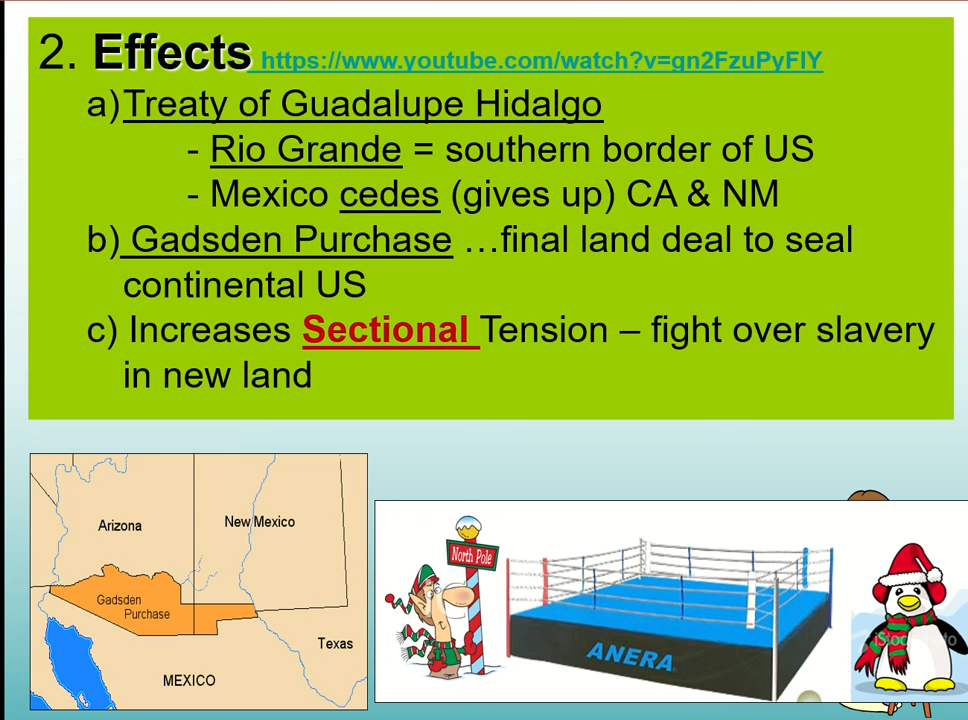 2. Effects https://www.youtube.com/watch?v=gn2FzuPyFlY
a) Treaty of Guadalupe Hidalgo
- Rio Grande = southern border of US
- Mexico cedes (gives up) CA & NM
b) Gadsden Purchase …final land deal to seal
continental US
c) Increases Sectional Tension – fight over slavery
in new land
Arizona
New Mexico
Gadsden
Purchase
Texas
MEXICO
North Pole
ANERA